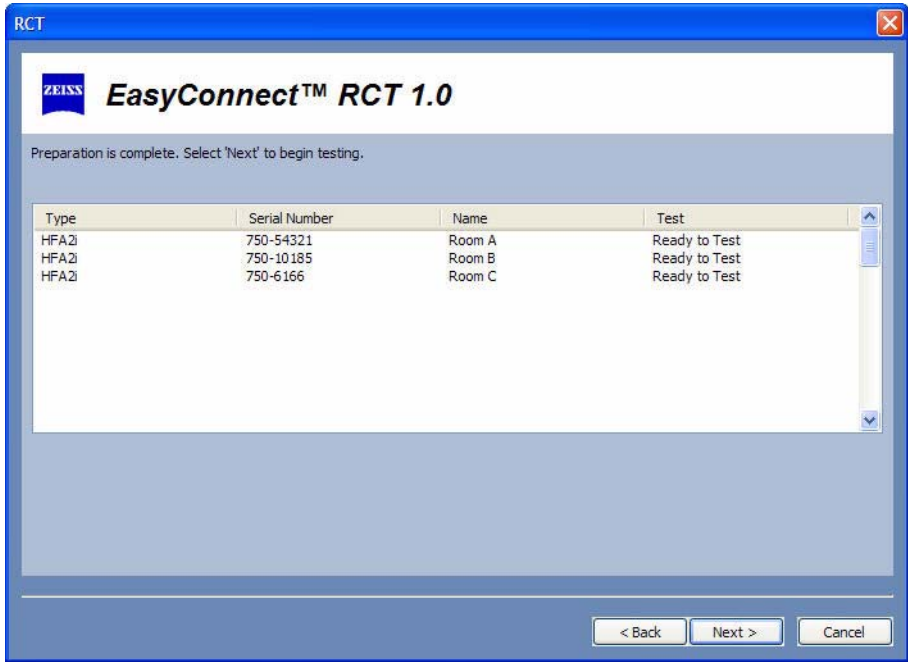 RCT
ZEISS
EasyConnect™ RCT 1.0
Preparation is complete. Select 'Next' to begin testing.
Type Serial Number Name Test
HFA2i 750-54321 Room A Ready to Test
HFA2i 750-10185 Room B Ready to Test
HFA2i 750-6166 Room C Ready to Test
< Back Next > Cancel